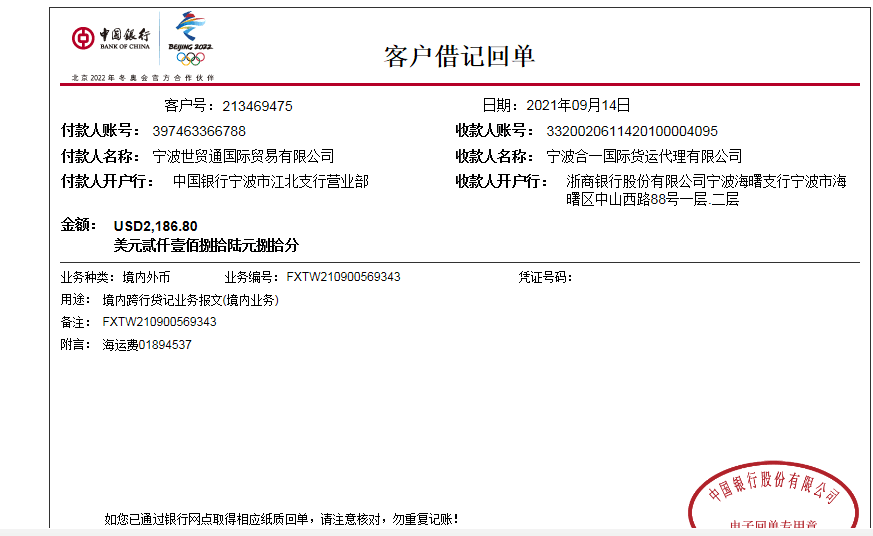 中国银行
BANK OF CHINA
BEIJING 2022
北京2022年冬奥会官方合作伙伴
客户借记回单
客户号：213469475 日期：2021年09月14日
付款人账号：397463366788 收款人账号：3320020611420100004095
付款人名称：宁波世贸通国际贸易有限公司 收款人名称：宁波合一国际货运代理有限公司
付款人开户行：中国银行宁波市江北支行营业部 收款人开户行：浙商银行股份有限公司宁波海曙支行宁波市海
曙区中山西路88号一层.二层
金额：USD2,186.80
美元贰仟壹佰捌拾陆元捌拾分
业务种类：境内外币 业务编号：FXTW210900569343 凭证号码：
用途：境内跨行贷记业务报文(境内业务)
备注：FXTW210900569343
附言：海运费01894537
中国银行股份有限公司
电子回单专用章
如您已通过银行网点取得相应纸质回单，请注意核对，勿重复记账！